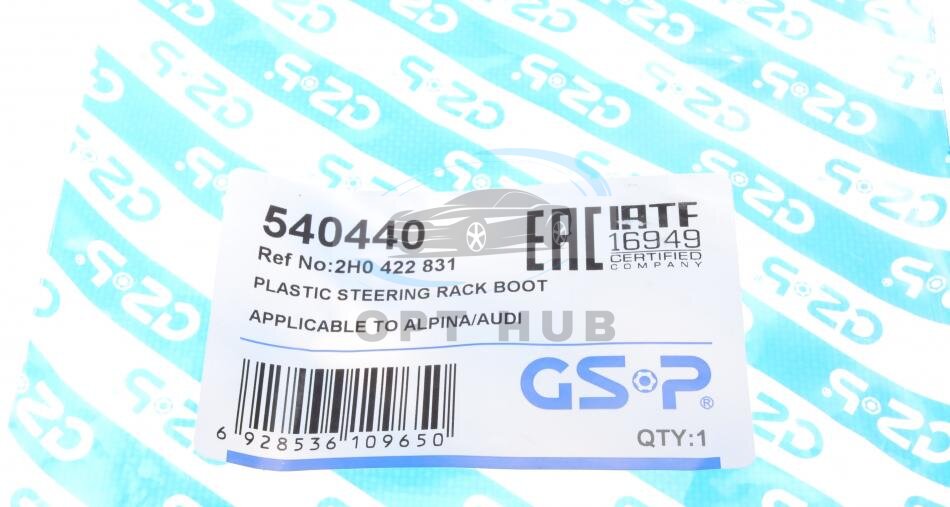 540440
Ref No:2H0 422 831
PLASTIC STEERING RACK BOOT
APPLICABLE TO ALPINA/AUDI
EAC
IATF
16949
CERTIFIED
COMPANY
OPT HUB
GSP®
6 928536 109650
QTY:1